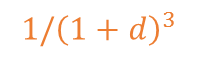 1/(1 + d)³